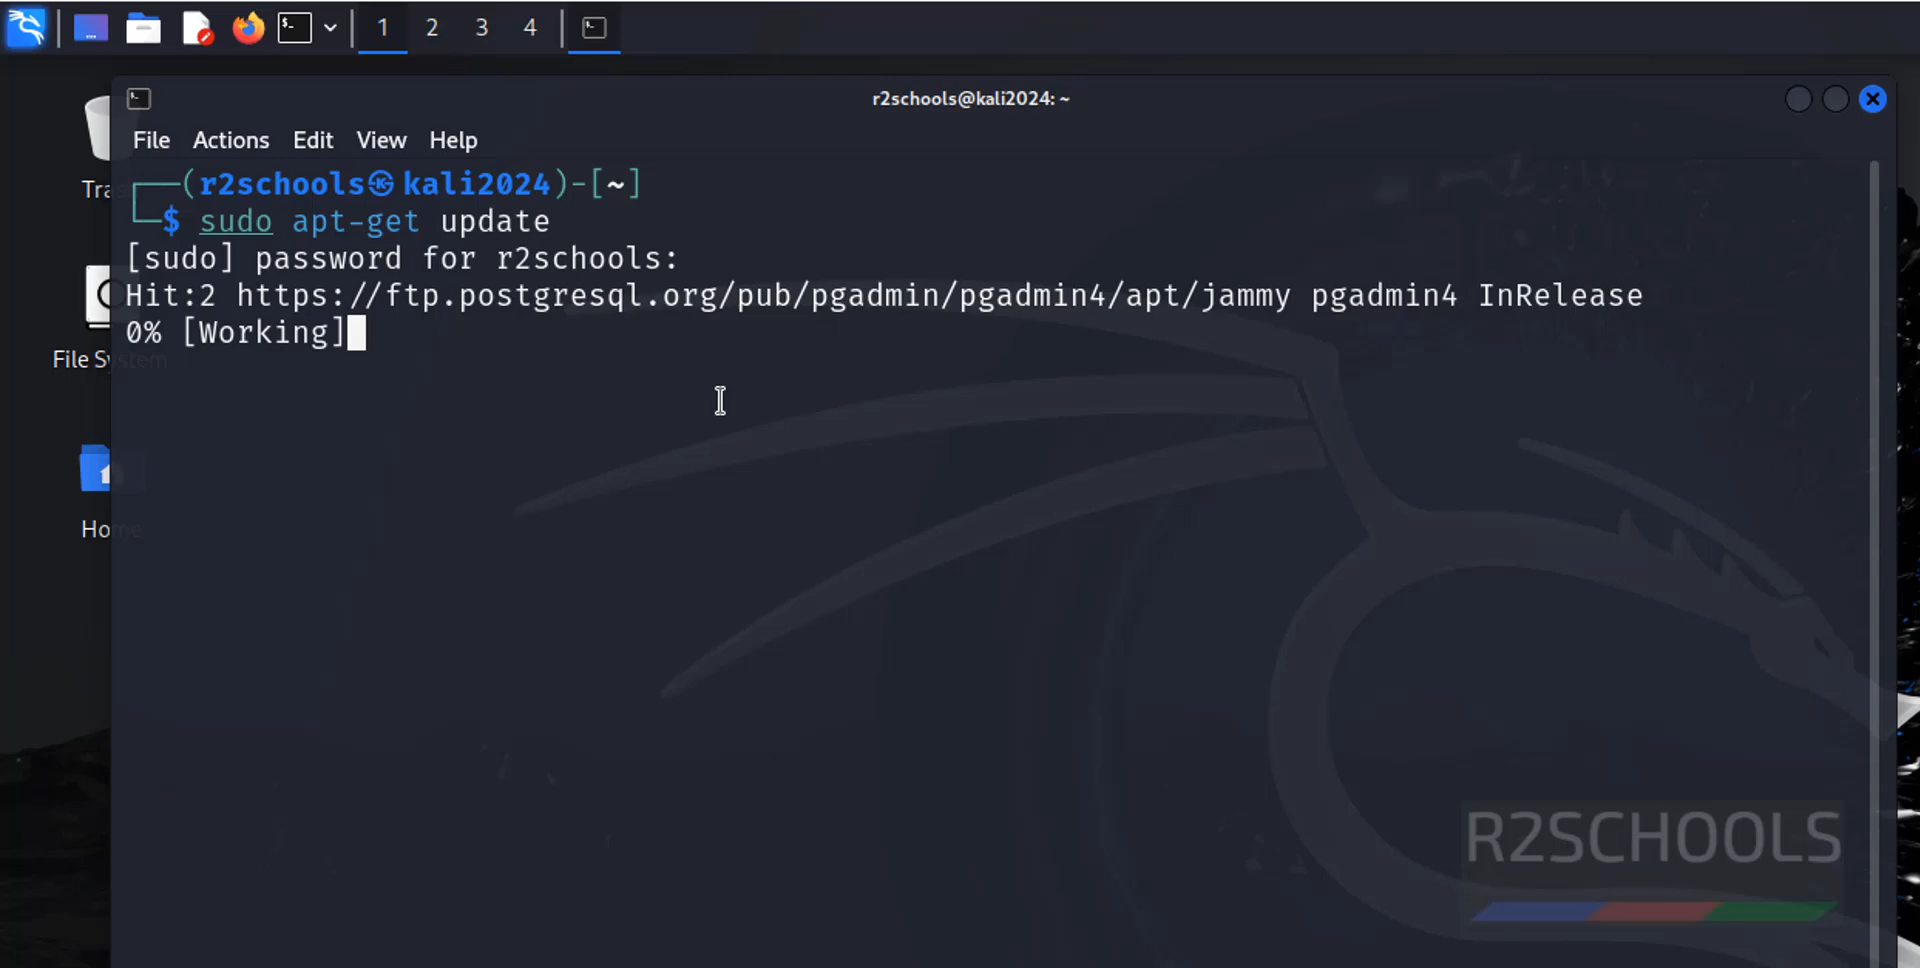 1 2 3 4
r2schools@kali2024: ~
File Actions Edit View Help
┌──(r2schools㉿kali2024)-[~]
└─$ sudo apt-get update
[sudo] password for r2schools:
Hit:2 https://ftp.postgresql.org/pub/pgadmin/pgadmin4/apt/jammy pgadmin4 InRelease
0% [Working]
Tra
File System
Home
R2SCHOOLS